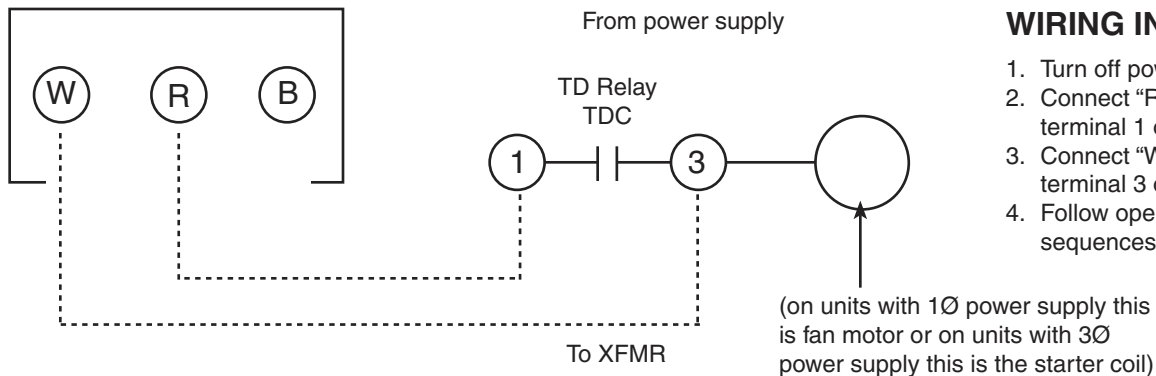 W R B
From power supply
TD Relay
TDC
1 3
To XFMR
(on units with 1Ø power supply this
is fan motor or on units with 3Ø
power supply this is the starter coil)
WIRING IN
1. Turn off pow
2. Connect “R
terminal 1 o
3. Connect “W
terminal 3 o
4. Follow ope
sequences